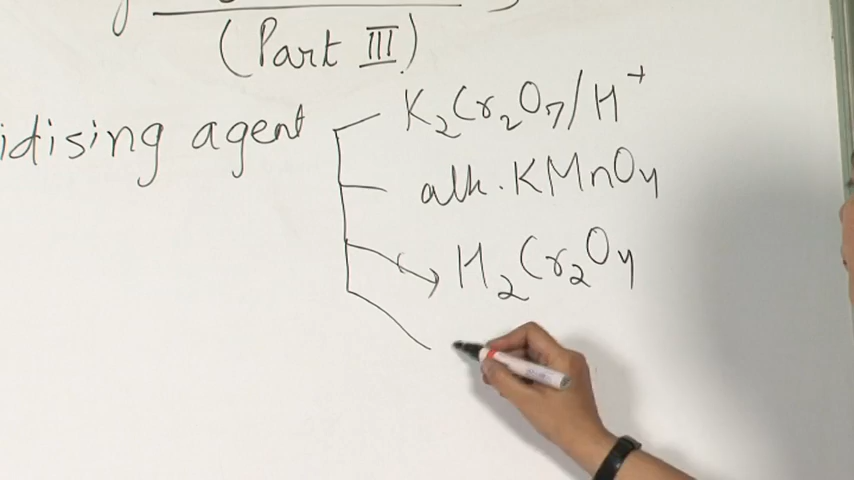 (Part III)
idising agent
K₂Cr₂O₇/H⁺
alk. KMnO₄
H₂Cr₂O₄